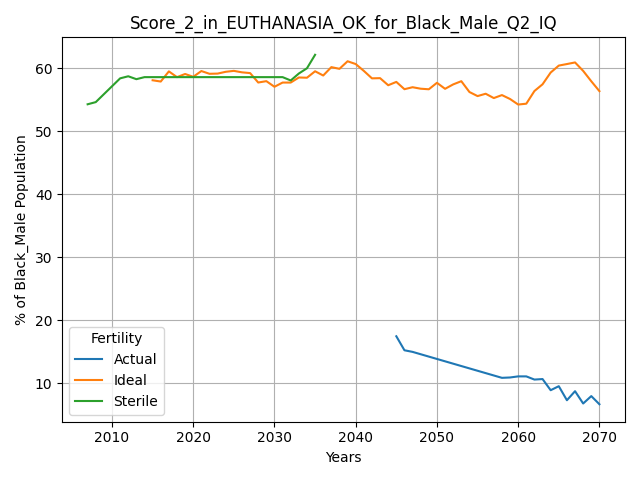 Score_2_in_EUTHANASIA_OK_for_Black_Male_Q2_IQ
% of Black_Male Population
60
50
40
30
20
10
Fertility
Actual
Ideal
Sterile
2010 2020 2030 2040 2050 2060 2070
Years